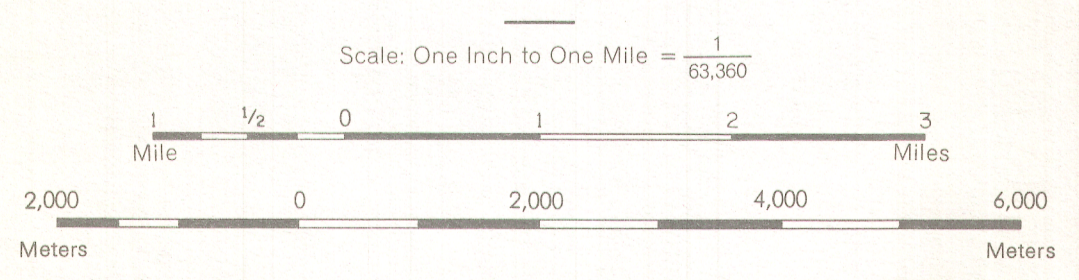 Scale: One Inch to One Mile = 1/63,360
1 1/2 0 1 2 3
Mile Miles
2,000 0 2,000 4,000 6,000
Meters Meters